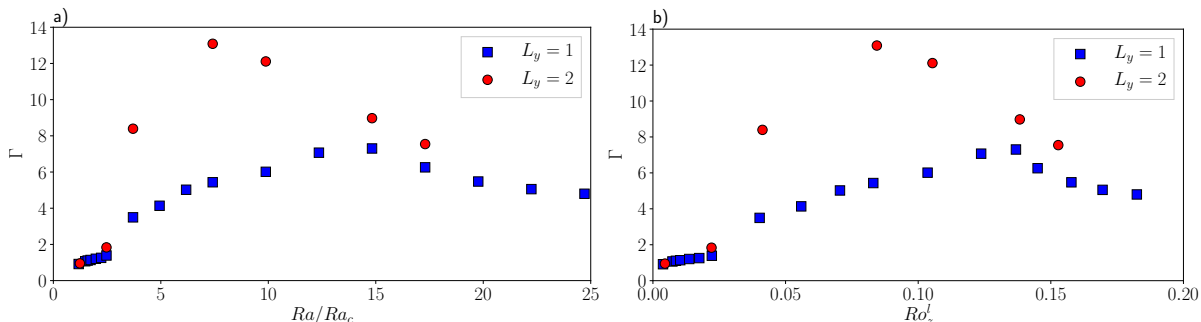 a)
14
12
10
8
6
4
2
0
Γ
L_y = 1
L_y = 2
0 5 10 15 20 25
Ra/Ra_c
b)
14
12
10
8
6
4
2
0
Γ
L_y = 1
L_y = 2
0.00 0.05 0.10 0.15 0.20
Ro_z^l